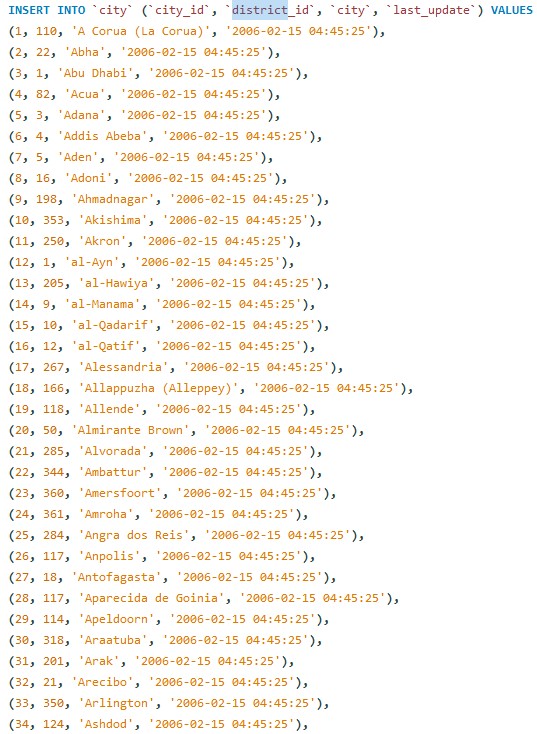 INSERT INTO `city` (`city_id`, `district_id`, `city`, `last_update`) VALUES
(1, 110, 'A Corua (La Corua)', '2006-02-15 04:45:25'),
(2, 22, 'Abha', '2006-02-15 04:45:25'),
(3, 1, 'Abu Dhabi', '2006-02-15 04:45:25'),
(4, 82, 'Acua', '2006-02-15 04:45:25'),
(5, 3, 'Adana', '2006-02-15 04:45:25'),
(6, 4, 'Addis Abeba', '2006-02-15 04:45:25'),
(7, 5, 'Aden', '2006-02-15 04:45:25'),
(8, 16, 'Adoni', '2006-02-15 04:45:25'),
(9, 198, 'Ahmadnagar', '2006-02-15 04:45:25'),
(10, 353, 'Akishima', '2006-02-15 04:45:25'),
(11, 250, 'Akron', '2006-02-15 04:45:25'),
(12, 1, 'al-Ayn', '2006-02-15 04:45:25'),
(13, 205, 'al-Hawiya', '2006-02-15 04:45:25'),
(14, 9, 'al-Manama', '2006-02-15 04:45:25'),
(15, 10, 'al-Qadarif', '2006-02-15 04:45:25'),
(16, 12, 'al-Qatif', '2006-02-15 04:45:25'),
(17, 267, 'Alessandria', '2006-02-15 04:45:25'),
(18, 166, 'Allappuzha (Alleppey)', '2006-02-15 04:45:25'),
(19, 118, 'Allende', '2006-02-15 04:45:25'),
(20, 50, 'Almirante Brown', '2006-02-15 04:45:25'),
(21, 285, 'Alvorada', '2006-02-15 04:45:25'),
(22, 344, 'Ambattur', '2006-02-15 04:45:25'),
(23, 360, 'Amersfoort', '2006-02-15 04:45:25'),
(24, 361, 'Amroha', '2006-02-15 04:45:25'),
(25, 284, 'Angra dos Reis', '2006-02-15 04:45:25'),
(26, 117, 'Anpolis', '2006-02-15 04:45:25'),
(27, 18, 'Antofagasta', '2006-02-15 04:45:25'),
(28, 117, 'Aparecida de Goinia', '2006-02-15 04:45:25'),
(29, 114, 'Apeldoorn', '2006-02-15 04:45:25'),
(30, 318, 'Araatuba', '2006-02-15 04:45:25'),
(31, 201, 'Arak', '2006-02-15 04:45:25'),
(32, 21, 'Arecibo', '2006-02-15 04:45:25'),
(33, 350, 'Arlington', '2006-02-15 04:45:25'),
(34, 124, 'Ashdod', '2006-02-15 04:45:25'),